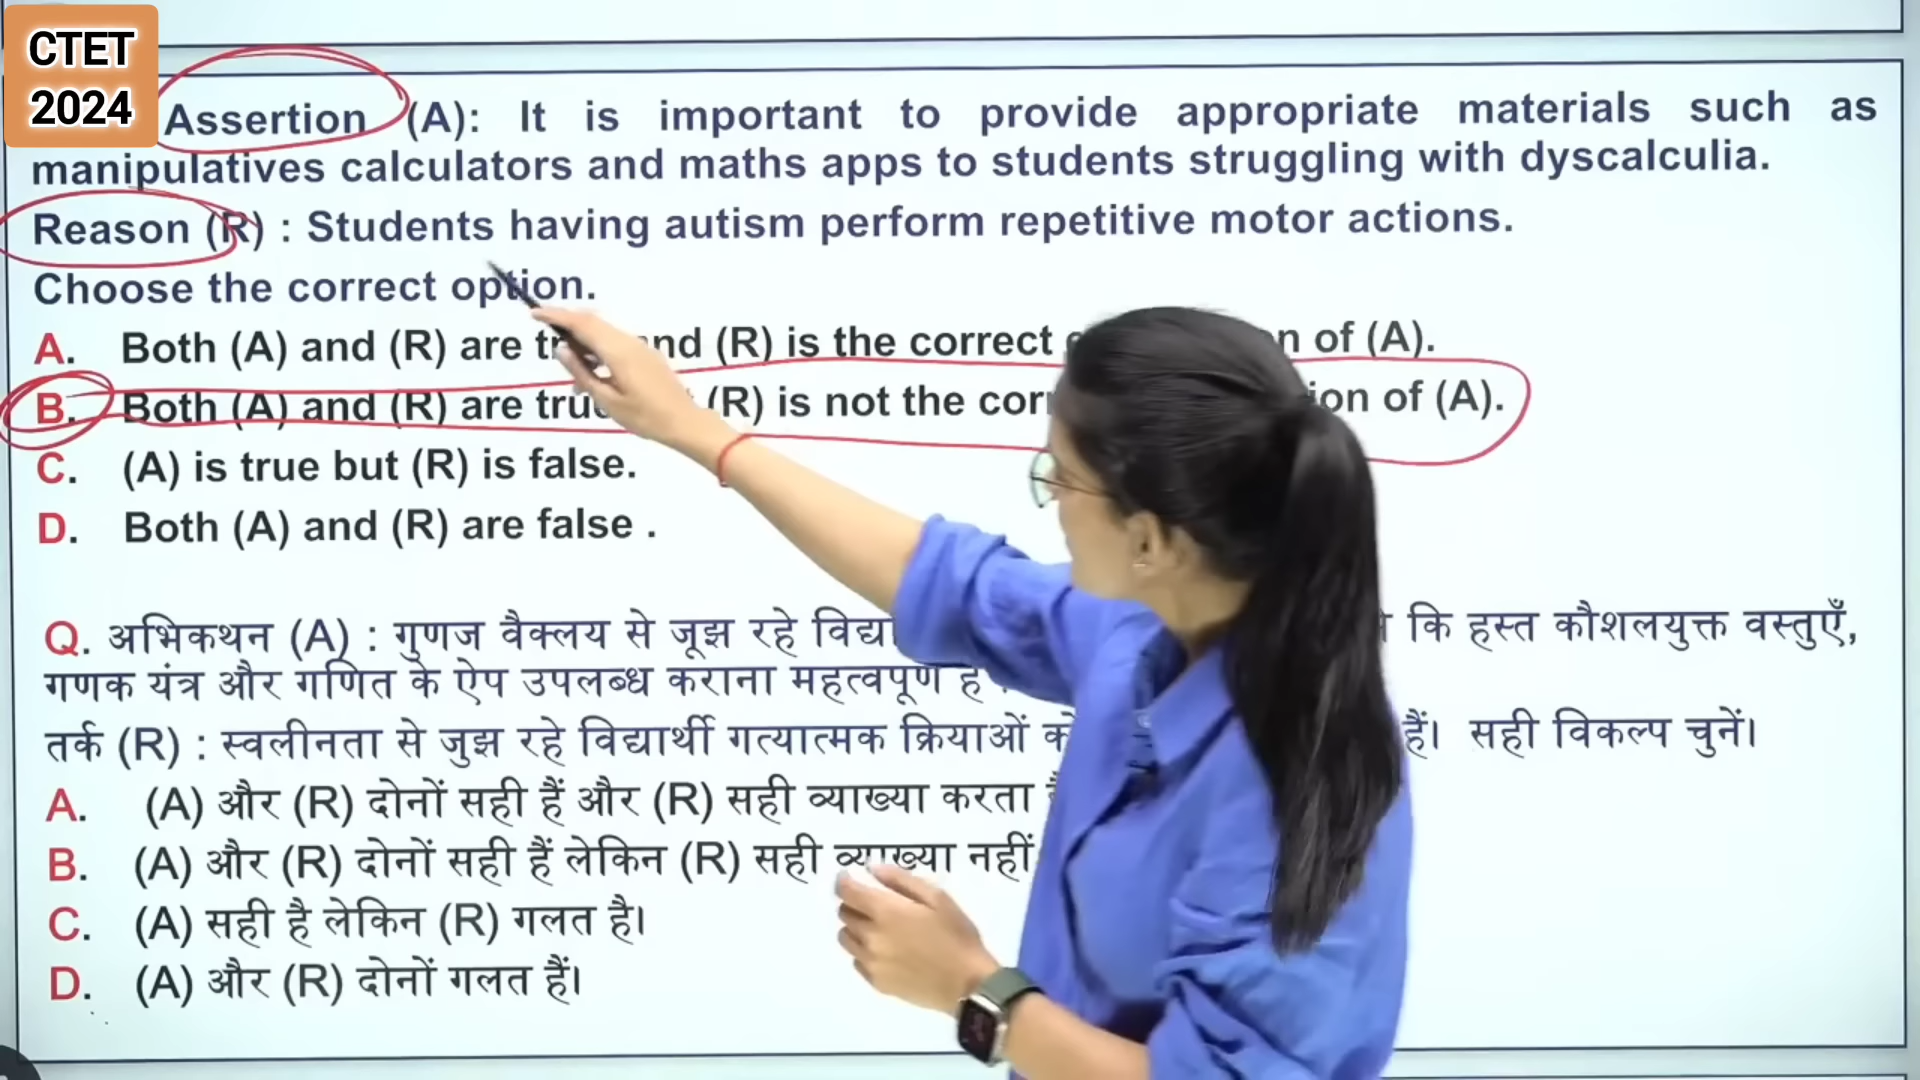 CTET
2024
Assertion (A): It is important to provide appropriate materials such as
manipulatives calculators and maths apps to students struggling with dyscalculia.
Reason (R) : Students having autism perform repetitive motor actions.
Choose the correct option.
A. Both (A) and (R) are nd (R) is the correct n of (A).
B. Both (A) and (R) are true (R) is not the ion of (A).
C. (A) is true but (R) is false.
D. Both (A) and (R) are false .
Q. अभिकथन (A) : गुणज वैक्लय से जूझ रहे कि हस्त कौशलयुक्त वस्तुएँ,
गणक यंत्र और गणित के ऐप उपलब्ध कराना महत्वपूर्ण है
तर्क (R) : स्वलीनता से जुझ रहे विद्यार्थी गत्यात्मक क्रियाओं हैं। सही विकल्प चुनें।
A. (A) और (R) दोनों सही हैं और (R) सही व्याख्या करता
B. (A) और (R) दोनों सही हैं लेकिन (R) सही व्याख्या नहीं
C. (A) सही है लेकिन (R) गलत है।
D. (A) और (R) दोनों गलत हैं।